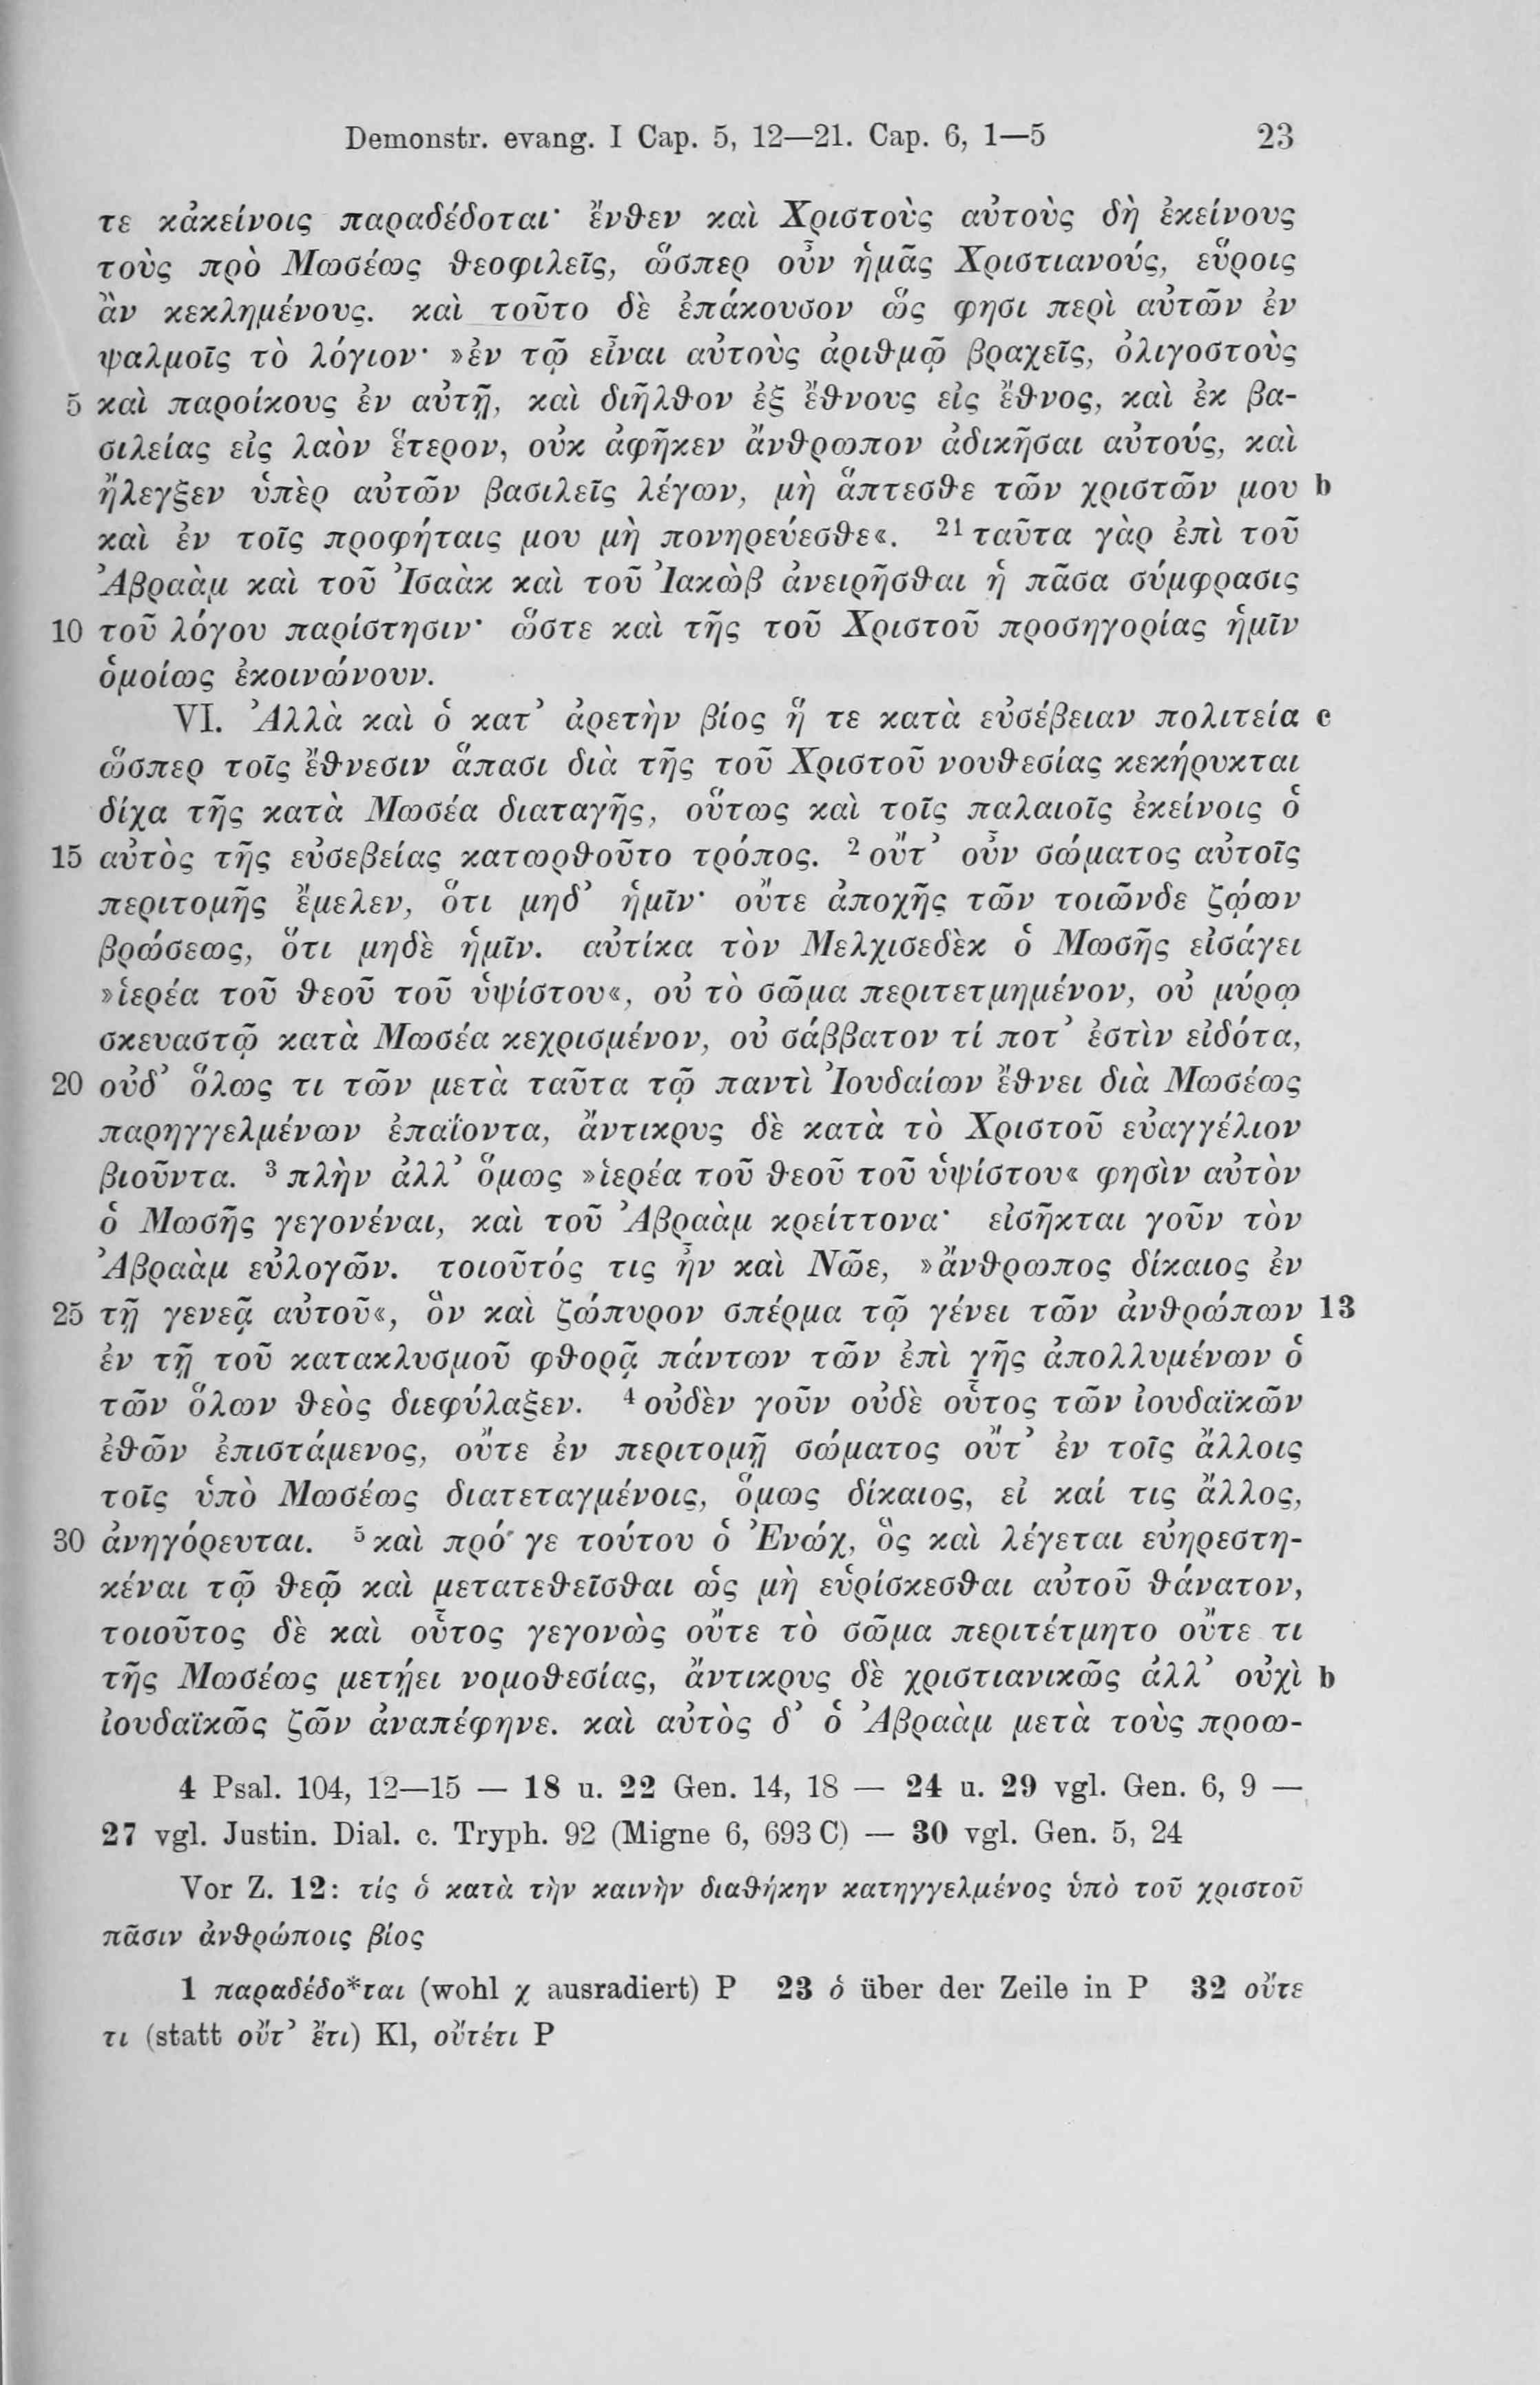 Demonstr. evang. I Cap. 5, 12—21. Cap. 6, 1—5 23
τε κἀκείνοις παραδέδοται· ἔνθεν καὶ Χριστοὺς αὐτοὺς δὴ ἐκείνους
τοὺς πρὸ Μωσέως θεοφιλεῖς, ὥσπερ οὖν ἡμᾶς Χριστιανούς, εὕροις
ἂν κεκλημένους. καὶ τοῦτο δὲ ἐπάκουσον ὥς φησι περὶ αὐτῶν ἐν
ψαλμοῖς τὸ λόγιον· »ἐν τῷ εἶναι αὐτοὺς ἀριθμῷ βραχεῖς, ὀλιγοστοὺς
5 καὶ παροίκους ἐν αὐτῇ, καὶ διῆλθον ἐξ ἔθνους εἰς ἔθνος, καὶ ἐκ βα-
σιλείας εἰς λαὸν ἕτερον, οὐκ ἀφῆκεν ἄνθρωπον ἀδικῆσαι αὐτούς, καὶ
ἤλεγξεν ὑπὲρ αὐτῶν βασιλεῖς λέγων, μὴ ἅπτεσθε τῶν χριστῶν μου b
καὶ ἐν τοῖς προφήταις μου μὴ πονηρεύεσθε«. 21 ταῦτα γὰρ ἐπὶ τοῦ
Ἀβραὰμ καὶ τοῦ Ἰσαὰκ καὶ τοῦ Ἰακὼβ ἀνειρῆσθαι ἡ πᾶσα σύμφρασις
10 τοῦ λόγου παρίστησιν· ὥστε καὶ τῆς τοῦ Χριστοῦ προσηγορίας ἡμῖν
ὁμοίως ἐκοινώνουν.
VI. Ἀλλὰ καὶ ὁ κατ’ ἀρετὴν βίος ἥ τε κατὰ εὐσέβειαν πολιτεία c
ὥσπερ τοῖς ἔθνεσιν ἅπασι διὰ τῆς τοῦ Χριστοῦ νουθεσίας κεκήρυκται
δίχα τῆς κατὰ Μωσέα διαταγῆς, οὕτως καὶ τοῖς παλαιοῖς ἐκείνοις ὁ
15 αὐτὸς τῆς εὐσεβείας κατωρθοῦτο τρόπος. 2 οὔτ’ οὖν σώματος αὐτοῖς
περιτομῆς ἔμελεν, ὅτι μηδ’ ἡμῖν· οὔτε ἀποχῆς τῶν τοιῶνδε ζῴων
βρώσεως, ὅτι μηδὲ ἡμῖν. αὐτίκα τὸν Μελχισεδὲκ ὁ Μωσῆς εἰσάγει
»ἱερέα τοῦ θεοῦ τοῦ ὑψίστου«, οὐ τὸ σῶμα περιτετμημένον, οὐ μύρῳ
σκευαστῷ κατὰ Μωσέα κεχρισμένον, οὐ σάββατον τί ποτ’ ἐστὶν εἰδότα,
20 οὐδ’ ὅλως τι τῶν μετὰ ταῦτα τῷ παντὶ Ἰουδαίων ἔθνει διὰ Μωσέως
παρηγγελμένων ἐπαΐοντα, ἄντικρυς δὲ κατὰ τὸ Χριστοῦ εὐαγγέλιον
βιοῦντα. 3 πλὴν ἀλλ’ ὅμως »ἱερέα τοῦ θεοῦ τοῦ ὑψίστου« φησὶν αὐτὸν
ὁ Μωσῆς γεγονέναι, καὶ τοῦ Ἀβραὰμ κρείττονα· εἰσῆκται γοῦν τὸν
Ἀβραὰμ εὐλογῶν. τοιοῦτός τις ἦν καὶ Νῶε, »ἄνθρωπος δίκαιος ἐν
25 τῇ γενεᾷ αὐτοῦ«, ὃν καὶ ζώπυρον σπέρμα τῷ γένει τῶν ἀνθρώπων 13
ἐν τῇ τοῦ κατακλυσμοῦ φθορᾷ πάντων τῶν ἐπὶ γῆς ἀπολλυμένων ὁ
τῶν ὅλων θεὸς διεφύλαξεν. 4 οὐδὲν γοῦν οὐδὲ οὗτος τῶν ἰουδαϊκῶν
ἐθῶν ἐπιστάμενος, οὔτε ἐν περιτομῇ σώματος οὔτ’ ἐν τοῖς ἄλλοις
τοῖς ὑπὸ Μωσέως διατεταγμένοις, ὅμως δίκαιος, εἰ καί τις ἄλλος,
30 ἀνηγόρευται. 5 καὶ πρό γε τούτου ὁ Ἐνώχ, ὃς καὶ λέγεται εὐηρεστη-
κέναι τῷ θεῷ καὶ μετατεθεῖσθαι ὡς μὴ εὑρίσκεσθαι αὐτοῦ θάνατον,
τοιοῦτος δὲ καὶ οὗτος γεγονὼς οὔτε τὸ σῶμα περιτέτμητο οὔτε τι
τῆς Μωσέως μετῄει νομοθεσίας, ἄντικρυς δὲ χριστιανικῶς ἀλλ’ οὐχὶ b
ἰουδαϊκῶς ζῶν ἀναπέφηνε. καὶ αὐτὸς δ’ ὁ Ἀβραὰμ μετὰ τοὺς προω-
4 Psal. 104, 12—15 — 18 u. 22 Gen. 14, 18 — 24 u. 29 vgl. Gen. 6, 9 —
27 vgl. Justin. Dial. c. Tryph. 92 (Migne 6, 693 C) — 30 vgl. Gen. 5, 24
Vor Z. 12: τίς ὁ κατὰ τὴν καινὴν διαθήκην κατηγγελμένος ὑπὸ τοῦ χριστοῦ
πᾶσιν ἀνθρώποις βίος
1 παραδέδο*ται (wohl χ ausradiert) P 23 ὁ über der Zeile in P 32 οὔτε
τι (statt οὔτ’ ἔτι) Kl, οὔτέτι P